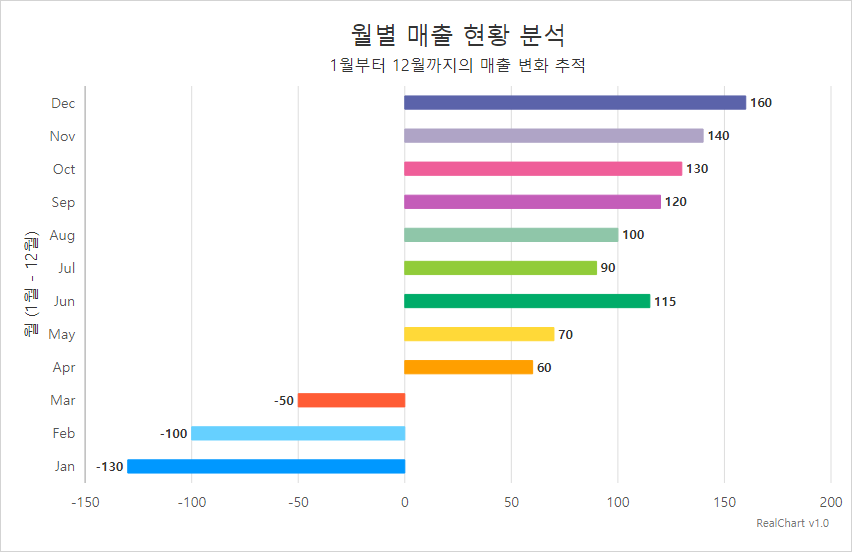 월별 매출 현황 분석
1월부터 12월까지의 매출 변화 추적
월 (1월 - 12월)
Dec 160
Nov 140
Oct 130
Sep 120
Aug 100
Jul 90
Jun 115
May 70
Apr 60
Mar -50
Feb -100
Jan -130
-150 -100 -50 0 50 100 150 200
RealChart v1.0